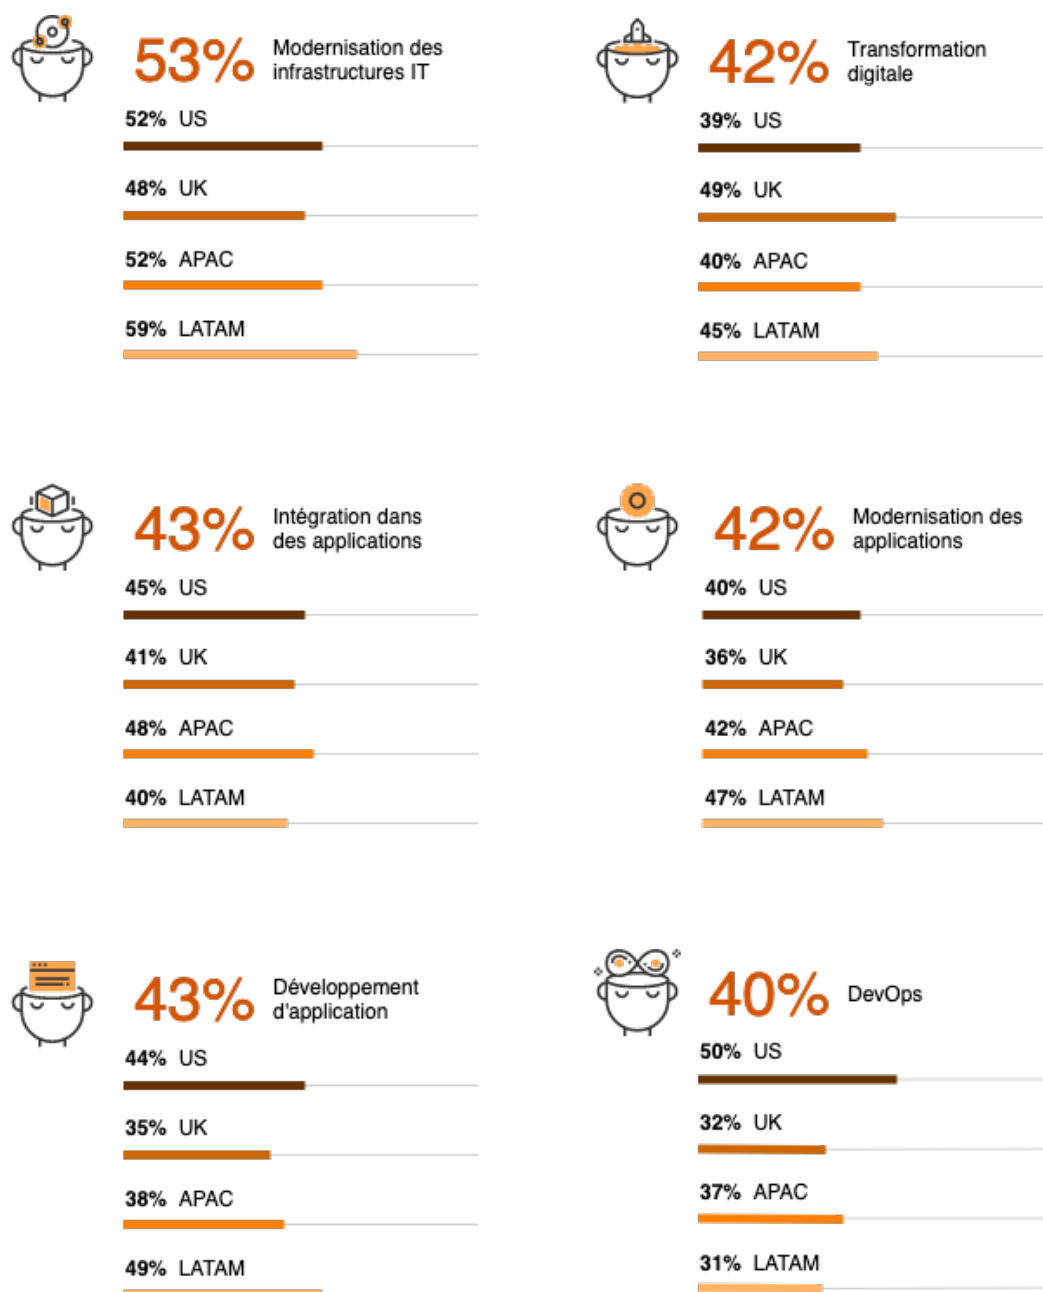 53% Modernisation des
infrastructures IT
52% US
48% UK
52% APAC
59% LATAM
42% Transformation
digitale
39% US
49% UK
40% APAC
45% LATAM
43% Intégration dans
des applications
45% US
41% UK
48% APAC
40% LATAM
42% Modernisation des
applications
40% US
36% UK
42% APAC
47% LATAM
43% Développement
d'application
44% US
35% UK
38% APAC
49% LATAM
40% DevOps
50% US
32% UK
37% APAC
31% LATAM